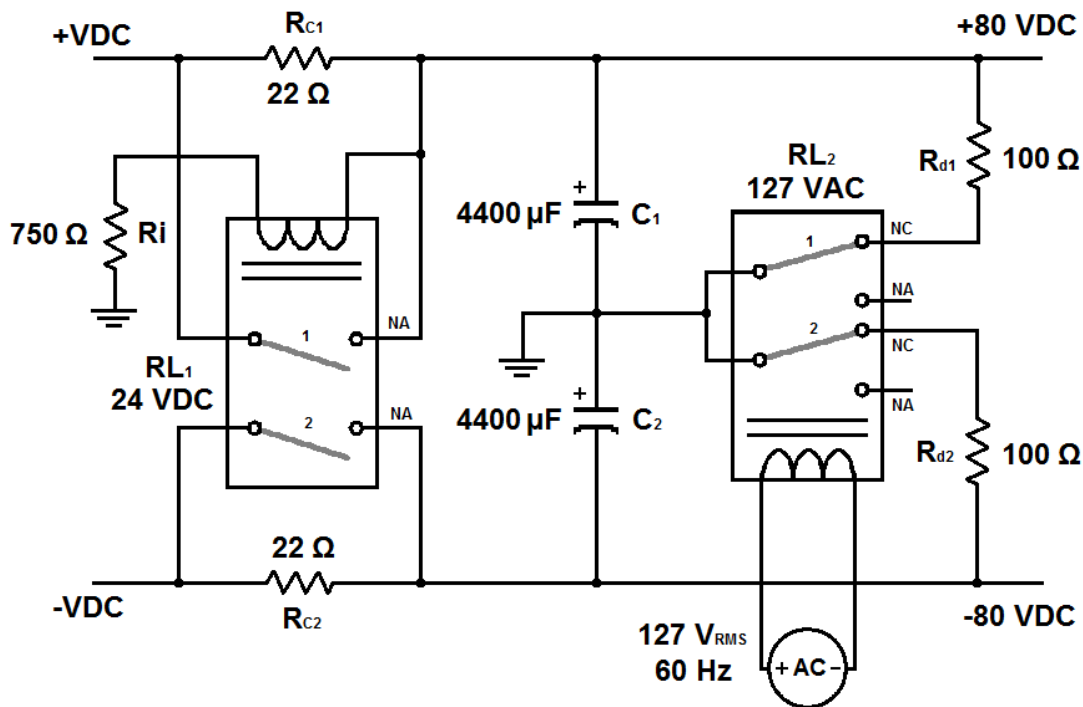 RC1
+VDC
+80 VDC
22 Ω
RL2
127 VAC
Rd1
100 Ω
+
4400 µF
C1
750 Ω
Ri
1
NC
NA
1
NA
2
NC
RL1
24 VDC
+
4400 µF
C2
NA
2
NA
Rd2
100 Ω
22 Ω
-VDC
RC2
-80 VDC
127 VRMS
60 Hz
+ AC -